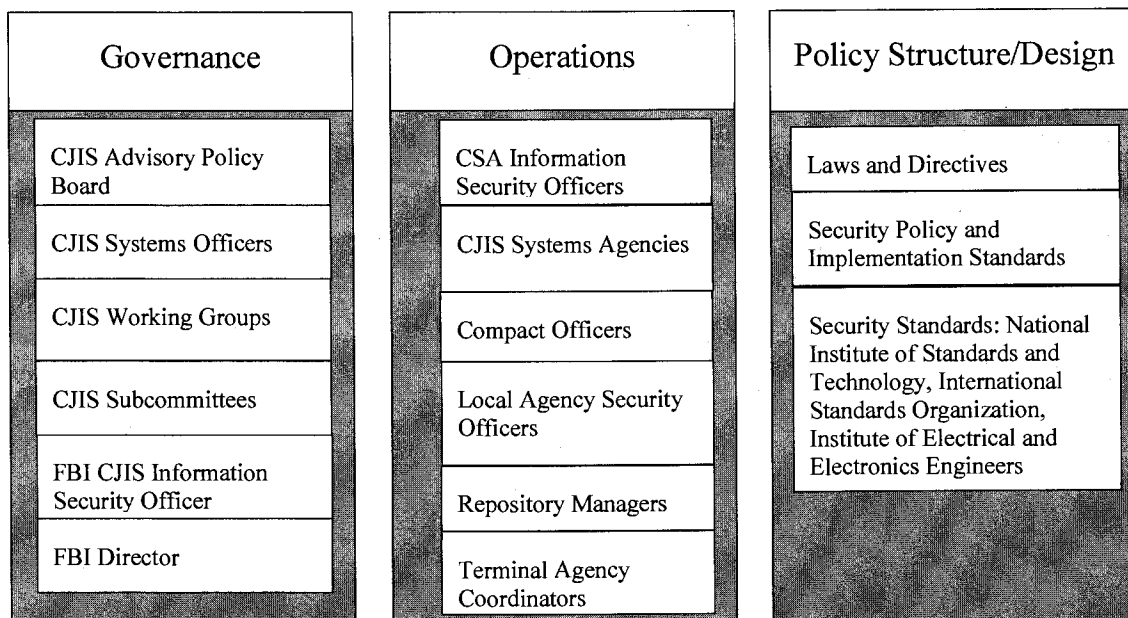 Governance
CJIS Advisory Policy
Board
CJIS Systems Officers
CJIS Working Groups
CJIS Subcommittees
FBI CJIS Information
Security Officer
FBI Director
Operations
CSA Information
Security Officers
CJIS Systems Agencies
Compact Officers
Local Agency Security
Officers
Repository Managers
Terminal Agency
Coordinators
Policy Structure/Design
Laws and Directives
Security Policy and
Implementation Standards
Security Standards: National
Institute of Standards and
Technology, International
Standards Organization,
Institute of Electrical and
Electronics Engineers